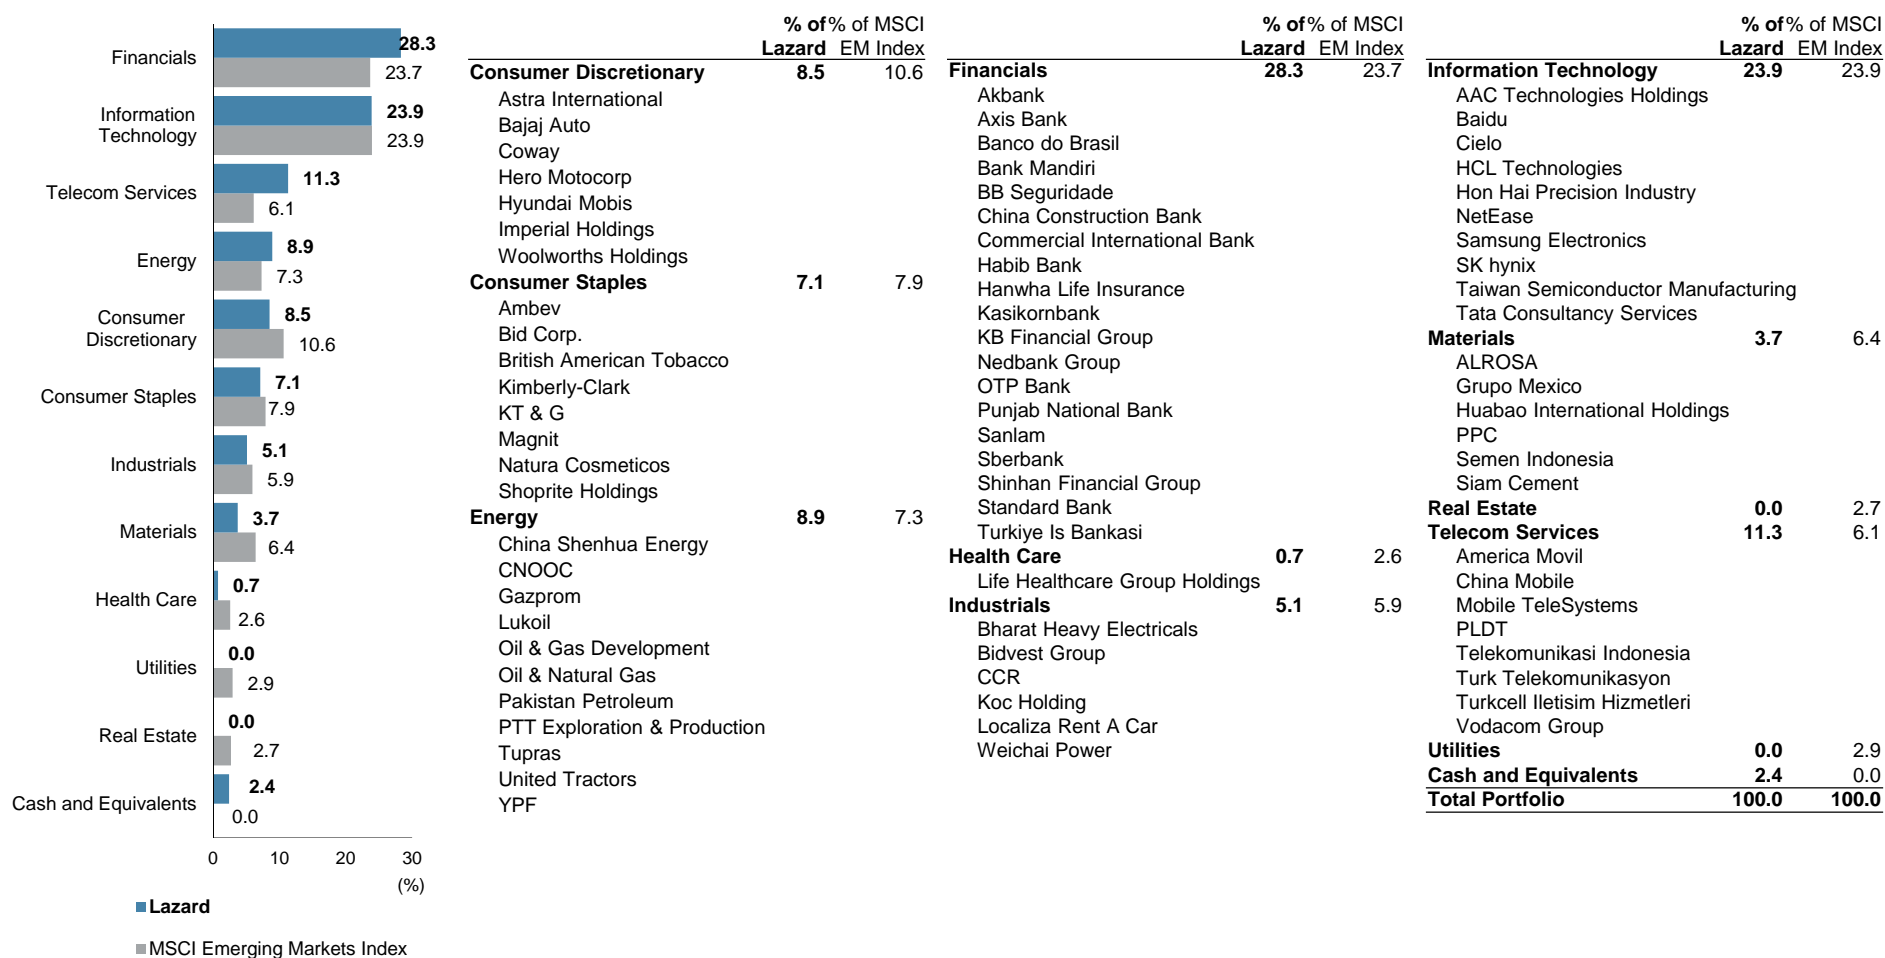 Financials
28.3
23.7
Information
Technology
23.9
23.9
Telecom Services
11.3
6.1
Energy
8.9
7.3
Consumer
Discretionary
8.5
10.6
Consumer Staples
7.1
7.9
Industrials
5.1
5.9
Materials
3.7
6.4
Health Care
0.7
2.6
Utilities
0.0
2.9
Real Estate
0.0
2.7
Cash and Equivalents
2.4
0.0
0 10 20 30
(%)
Lazard
MSCI Emerging Markets Index
% of % of MSCI
Lazard EM Index
Consumer Discretionary 8.5 10.6
Astra International
Bajaj Auto
Coway
Hero Motocorp
Hyundai Mobis
Imperial Holdings
Woolworths Holdings
Consumer Staples 7.1 7.9
Ambev
Bid Corp.
British American Tobacco
Kimberly-Clark
KT & G
Magnit
Natura Cosmeticos
Shoprite Holdings
Energy 8.9 7.3
China Shenhua Energy
CNOOC
Gazprom
Lukoil
Oil & Gas Development
Oil & Natural Gas
Pakistan Petroleum
PTT Exploration & Production
Tupras
United Tractors
YPF
% of % of MSCI
Lazard EM Index
Financials 28.3 23.7
Akbank
Axis Bank
Banco do Brasil
Bank Mandiri
BB Seguridade
China Construction Bank
Commercial International Bank
Habib Bank
Hanwha Life Insurance
Kasikornbank
KB Financial Group
Nedbank Group
OTP Bank
Punjab National Bank
Sanlam
Sberbank
Shinhan Financial Group
Standard Bank
Turkiye Is Bankasi
Health Care 0.7 2.6
Life Healthcare Group Holdings
Industrials 5.1 5.9
Bharat Heavy Electricals
Bidvest Group
CCR
Koc Holding
Localiza Rent A Car
Weichai Power
% of % of MSCI
Lazard EM Index
Information Technology 23.9 23.9
AAC Technologies Holdings
Baidu
Cielo
HCL Technologies
Hon Hai Precision Industry
NetEase
Samsung Electronics
SK hynix
Taiwan Semiconductor Manufacturing
Tata Consultancy Services
Materials 3.7 6.4
ALROSA
Grupo Mexico
Huabao International Holdings
PPC
Semen Indonesia
Siam Cement
Real Estate 0.0 2.7
Telecom Services 11.3 6.1
America Movil
China Mobile
Mobile TeleSystems
PLDT
Telekomunikasi Indonesia
Turk Telekomunikasyon
Turkcell Iletisim Hizmetleri
Vodacom Group
Utilities 0.0 2.9
Cash and Equivalents 2.4 0.0
Total Portfolio 100.0 100.0